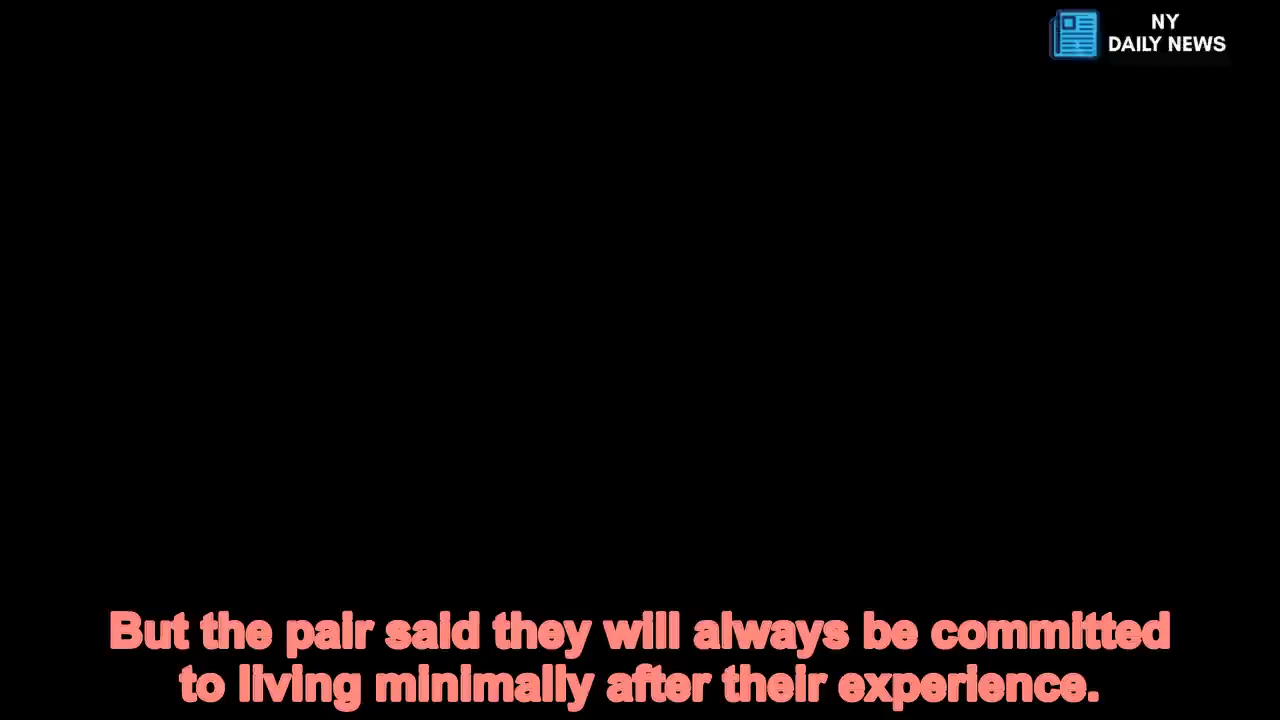 NY
DAILY NEWS
But the pair said they will always be committed
to living minimally after their experience.